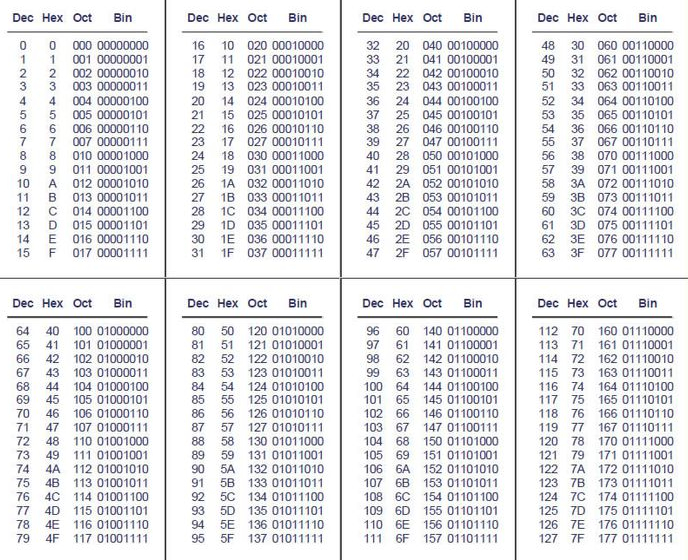 Dec Hex Oct Bin
0 0 000 00000000
1 1 001 00000001
2 2 002 00000010
3 3 003 00000011
4 4 004 00000100
5 5 005 00000101
6 6 006 00000110
7 7 007 00000111
8 8 010 00001000
9 9 011 00001001
10 A 012 00001010
11 B 013 00001011
12 C 014 00001100
13 D 015 00001101
14 E 016 00001110
15 F 017 00001111
Dec Hex Oct Bin
16 10 020 00010000
17 11 021 00010001
18 12 022 00010010
19 13 023 00010011
20 14 024 00010100
21 15 025 00010101
22 16 026 00010110
23 17 027 00010111
24 18 030 00011000
25 19 031 00011001
26 1A 032 00011010
27 1B 033 00011011
28 1C 034 00011100
29 1D 035 00011101
30 1E 036 00011110
31 1F 037 00011111
Dec Hex Oct Bin
32 20 040 00100000
33 21 041 00100001
34 22 042 00100010
35 23 043 00100011
36 24 044 00100100
37 25 045 00100101
38 26 046 00100110
39 27 047 00100111
40 28 050 00101000
41 29 051 00101001
42 2A 052 00101010
43 2B 053 00101011
44 2C 054 00101100
45 2D 055 00101101
46 2E 056 00101110
47 2F 057 00101111
Dec Hex Oct Bin
48 30 060 00110000
49 31 061 00110001
50 32 062 00110010
51 33 063 00110011
52 34 064 00110100
53 35 065 00110101
54 36 066 00110110
55 37 067 00110111
56 38 070 00111000
57 39 071 00111001
58 3A 072 00111010
59 3B 073 00111011
60 3C 074 00111100
61 3D 075 00111101
62 3E 076 00111110
63 3F 077 00111111
Dec Hex Oct Bin
64 40 100 01000000
65 41 101 01000001
66 42 102 01000010
67 43 103 01000011
68 44 104 01000100
69 45 105 01000101
70 46 106 01000110
71 47 107 01000111
72 48 110 01001000
73 49 111 01001001
74 4A 112 01001010
75 4B 113 01001011
76 4C 114 01001100
77 4D 115 01001101
78 4E 116 01001110
79 4F 117 01001111
Dec Hex Oct Bin
80 50 120 01010000
81 51 121 01010001
82 52 122 01010010
83 53 123 01010011
84 54 124 01010100
85 55 125 01010101
86 56 126 01010110
87 57 127 01010111
88 58 130 01011000
89 59 131 01011001
90 5A 132 01011010
91 5B 133 01011011
92 5C 134 01011100
93 5D 135 01011101
94 5E 136 01011110
95 5F 137 01011111
Dec Hex Oct Bin
96 60 140 01100000
97 61 141 01100001
98 62 142 01100010
99 63 143 01100011
100 64 144 01100100
101 65 145 01100101
102 66 146 01100110
103 67 147 01100111
104 68 150 01101000
105 69 151 01101001
106 6A 152 01101010
107 6B 153 01101011
108 6C 154 01101100
109 6D 155 01101101
110 6E 156 01101110
111 6F 157 01101111
Dec Hex Oct Bin
112 70 160 01110000
113 71 161 01110001
114 72 162 01110010
115 73 163 01110011
116 74 164 01110100
117 75 165 01110101
118 76 166 01110110
119 77 167 01110111
120 78 170 01111000
121 79 171 01111001
122 7A 172 01111010
123 7B 173 01111011
124 7C 174 01111100
125 7D 175 01111101
126 7E 176 01111110
127 7F 177 01111111